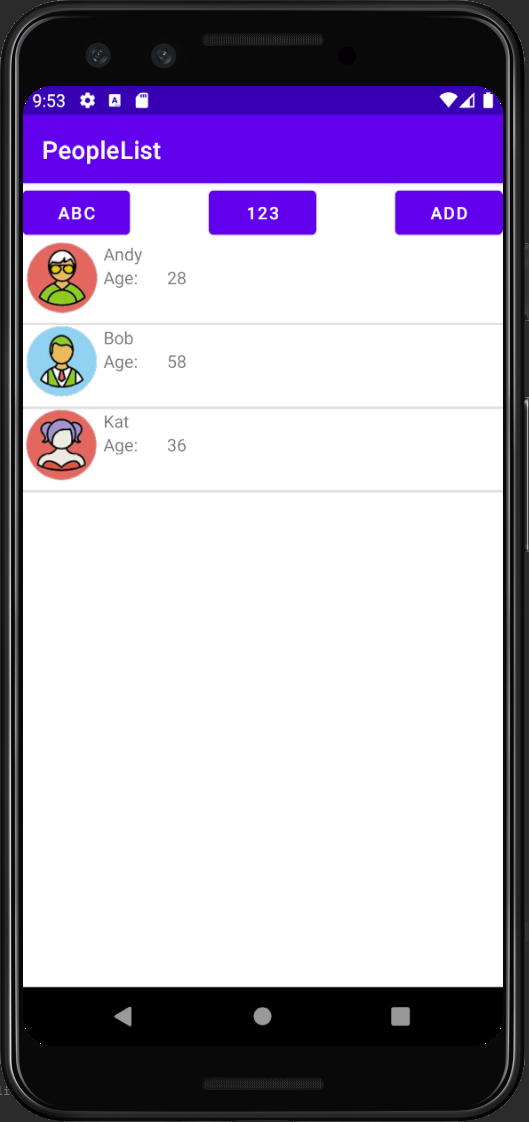 9:53
PeopleList
ABC 123 ADD
Andy
Age: 28
Bob
Age: 58
Kat
Age: 36